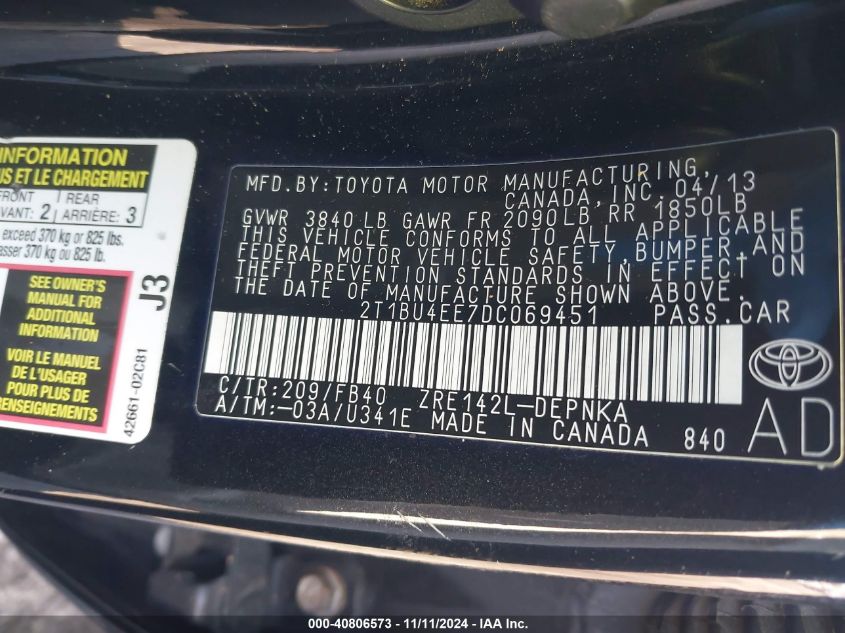 INFORMATION
US ET LE CHARGEMENT
FRONT REAR
VANT: 2 ARRIÈRE: 3
exceed 370 kg or 825 lbs.
asser 370 kg ou 825 lb.
SEE OWNER'S
MANUAL FOR
ADDITIONAL
INFORMATION
VOIR LE MANUEL
DE L'USAGER
POUR PLUS DE
RENSEIGNEMENTS
J3
42661-02C81
MFD.BY:TOYOTA MOTOR MANUFACTURING,
CANADA, INC. 04/13
GVWR 3840LB GAWR FR 2090LB RR 1850LB
THIS VEHICLE CONFORMS TO ALL APPLICABLE
FEDERAL MOTOR VEHICLE SAFETY, BUMPER, AND
THEFT PREVENTION STANDARDS IN EFFECT ON
THE DATE OF MANUFACTURE SHOWN ABOVE.
2T1BU4EE7DC069451 PASS.CAR
C/TR:209/FB40 ZRE142L-DEPNKA
A/TM:-03A/U341E MADE IN CANADA 840
AD
000-40806573 - 11/11/2024 - IAA Inc.